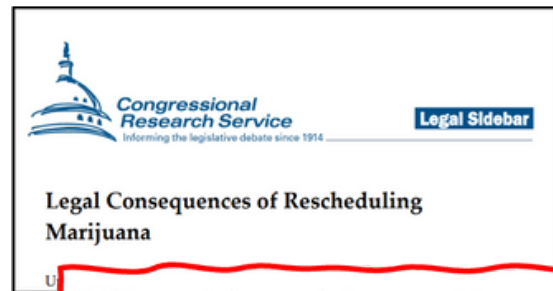 Congressional
Research Service
Informing the legislative debate since 1914
Legal Sidebar
Legal Consequences of Rescheduling
Marijuana